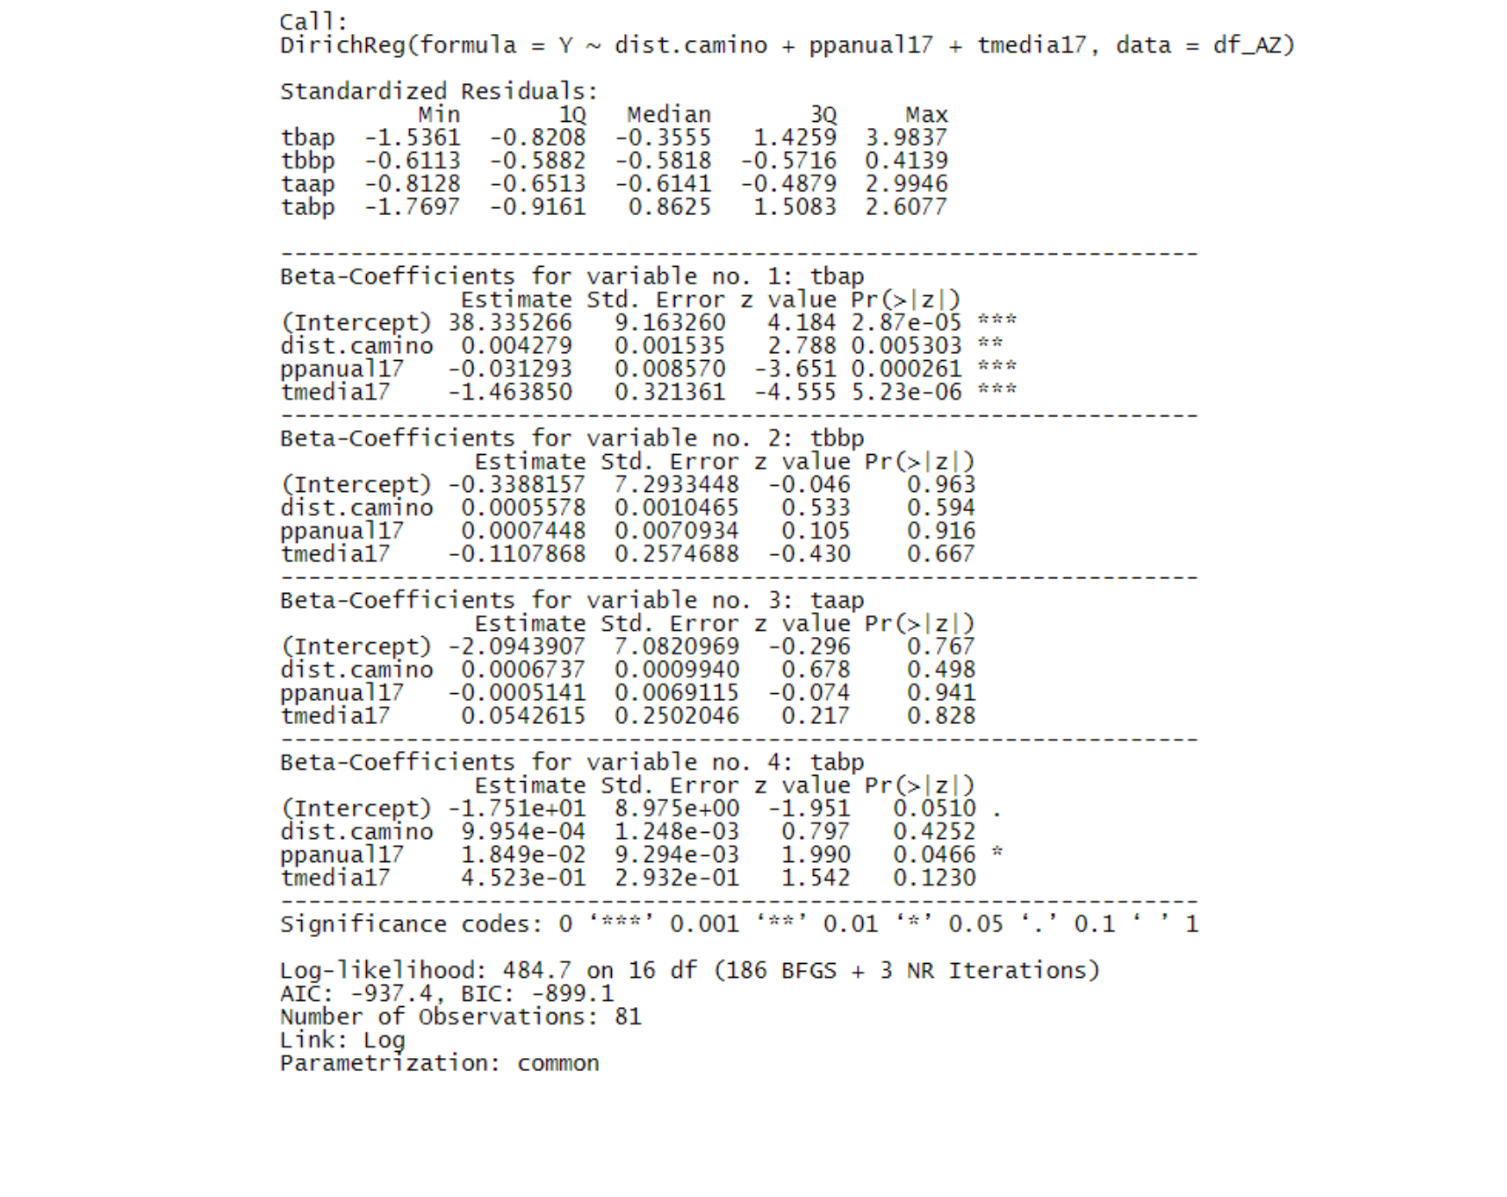 Call:
DirichReg(formula = Y ~ dist.camino + ppanual17 + tmedia17, data = df_AZ)
Standardized Residuals:
Min 1Q Median 3Q Max
tbap -1.5361 -0.8208 -0.3555 1.4259 3.9837
tbbp -0.6113 -0.5882 -0.5818 -0.5716 0.4139
taap -0.8128 -0.6513 -0.6141 -0.4879 2.9946
tabp -1.7697 -0.9161 0.8625 1.5083 2.6077
------------------------------------------------------------------
Beta-Coefficients for variable no. 1: tbap
Estimate Std. Error z value Pr(>|z|)
(Intercept) 38.335266 9.163260 4.184 2.87e-05 ***
dist.camino 0.004279 0.001535 2.788 0.005303 **
ppanual17 -0.031293 0.008570 -3.651 0.000261 ***
tmedia17 -1.463850 0.321361 -4.555 5.23e-06 ***
------------------------------------------------------------------
Beta-Coefficients for variable no. 2: tbbp
Estimate Std. Error z value Pr(>|z|)
(Intercept) -0.3388157 7.2933448 -0.046 0.963
dist.camino 0.0005578 0.0010465 0.533 0.594
ppanual17 0.0007448 0.0070934 0.105 0.916
tmedia17 -0.1107868 0.2574688 -0.430 0.667
------------------------------------------------------------------
Beta-Coefficients for variable no. 3: taap
Estimate Std. Error z value Pr(>|z|)
(Intercept) -2.0943907 7.0820969 -0.296 0.767
dist.camino 0.0006737 0.0009940 0.678 0.498
ppanual17 -0.0005141 0.0069115 -0.074 0.941
tmedia17 0.0542615 0.2502046 0.217 0.828
------------------------------------------------------------------
Beta-Coefficients for variable no. 4: tabp
Estimate Std. Error z value Pr(>|z|)
(Intercept) -1.751e+01 8.975e+00 -1.951 0.0510 .
dist.camino 9.954e-04 1.248e-03 0.797 0.4252
ppanual17 1.849e-02 9.294e-03 1.990 0.0466 *
tmedia17 4.523e-01 2.932e-01 1.542 0.1230
------------------------------------------------------------------
Significance codes: 0 ‘***’ 0.001 ‘**’ 0.01 ‘*’ 0.05 ‘.’ 0.1 ‘ ’ 1
Log-likelihood: 484.7 on 16 df (186 BFGS + 3 NR Iterations)
AIC: -937.4, BIC: -899.1
Number of Observations: 81
Link: Log
Parametrization: common